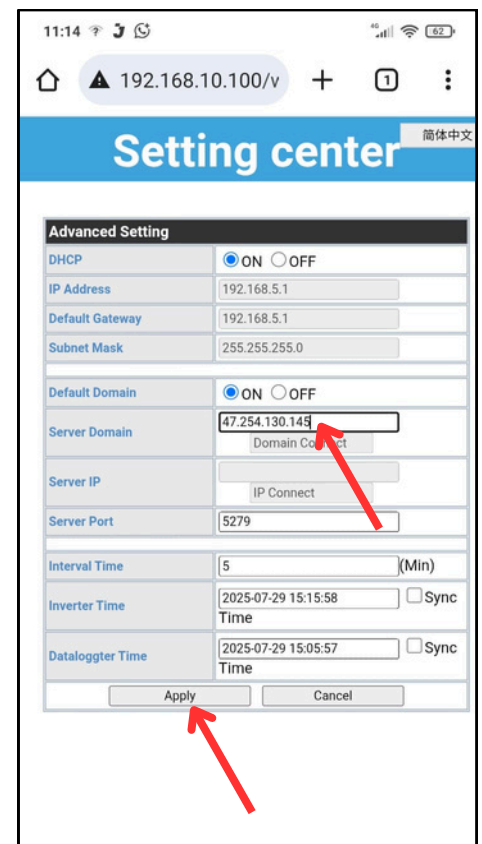 11:14
46
62
192.168.10.100/v
1
Setting center
简体中文
Advanced Setting
DHCP ON OFF
IP Address 192.168.5.1
Default Gateway 192.168.5.1
Subnet Mask 255.255.255.0
Default Domain ON OFF
Server Domain 47.254.130.145
Domain Connect
Server IP
IP Connect
Server Port 5279
Interval Time 5 (Min)
Inverter Time 2025-07-29 15:15:58 Sync
Time
Dataloggter Time 2025-07-29 15:05:57 Sync
Time
Apply Cancel